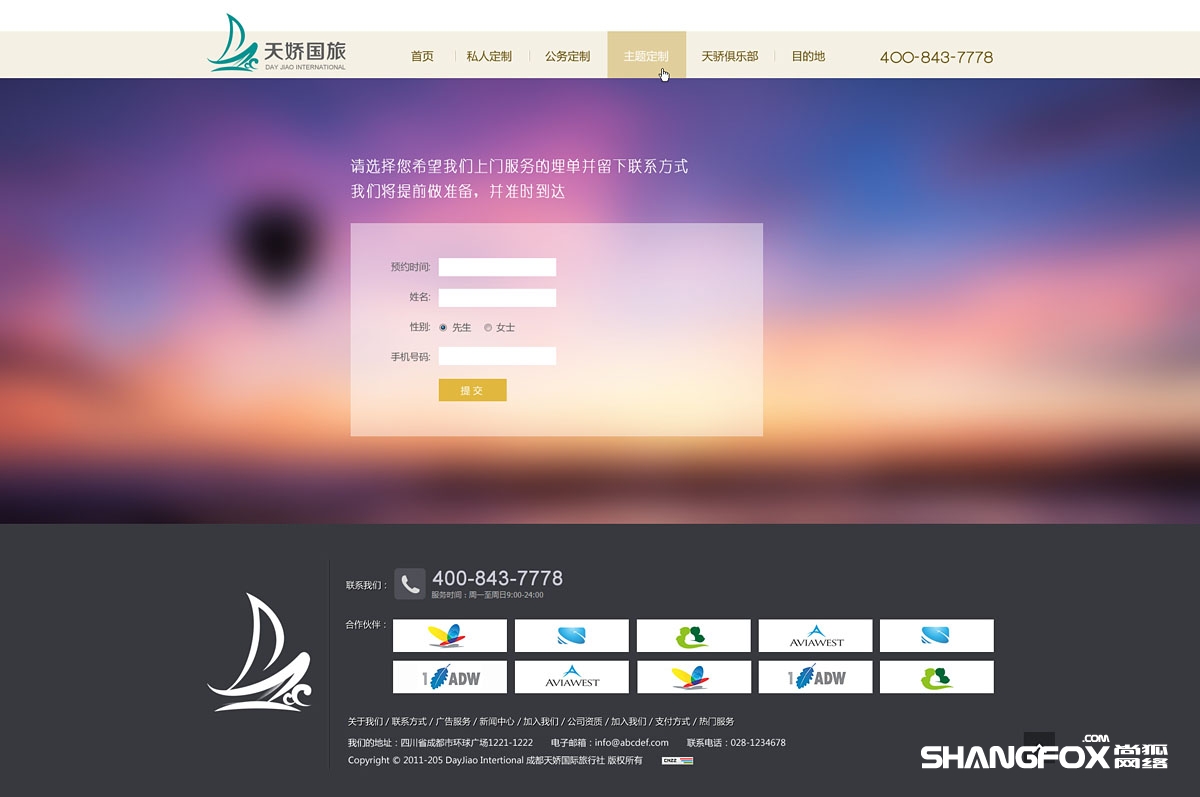 天娇国旅
DAY JIAO INTERNATIONAL
首页 私人定制 公务定制 主题定制 天骄俱乐部 目的地 400-843-7778
请选择您希望我们上门服务的埋单并留下联系方式
我们将提前做准备，并准时到达
预约时间:
姓名:
性别: 先生 女士
手机号码:
提 交
联系我们： 400-843-7778
服务时间：周一至周日9:00-24:00
合作伙伴：
AVIAWEST
1 ADW AVIAWEST 1 ADW
关于我们 / 联系方式 / 广告服务 / 新闻中心 / 加入我们 / 公司资质 / 加入我们 / 支付方式 / 热门服务
我们的地址：四川省成都市环球广场1221-1222 电子邮箱：info@abcdef.com 联系电话：028-1234678
Copyright © 2011-205 DayJiao Intertional 成都天娇国际旅行社 版权所有 CNZZ
SHANGFOX.COM 尚狐网络